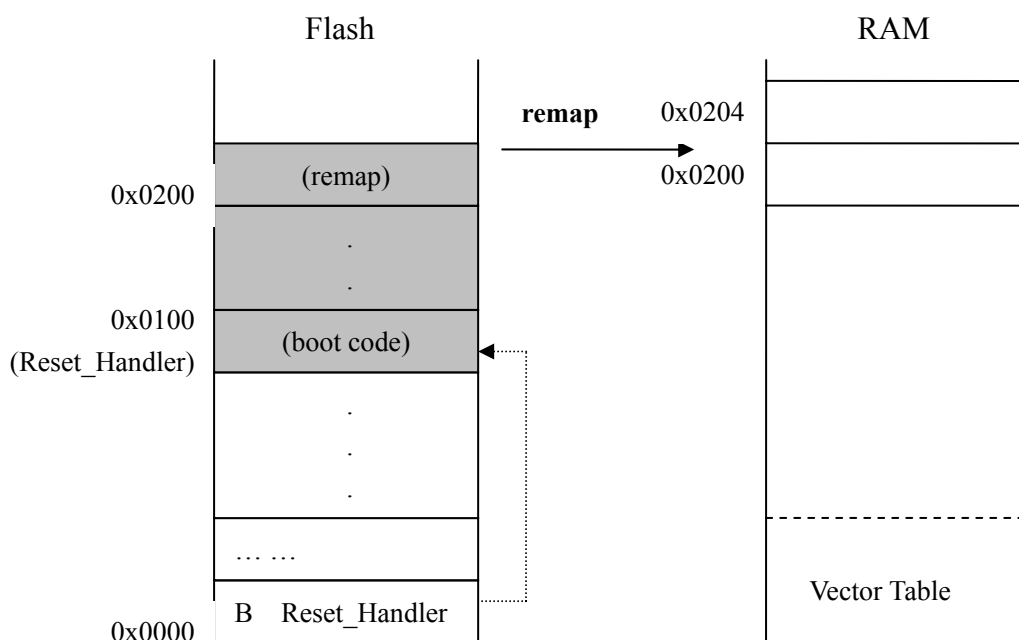 Flash
RAM
remap
0x0204
(remap)
0x0200
0x0200
.
.
0x0100
(boot code)
(Reset_Handler)
.
.
.
... ...
B Reset_Handler
Vector Table
0x0000